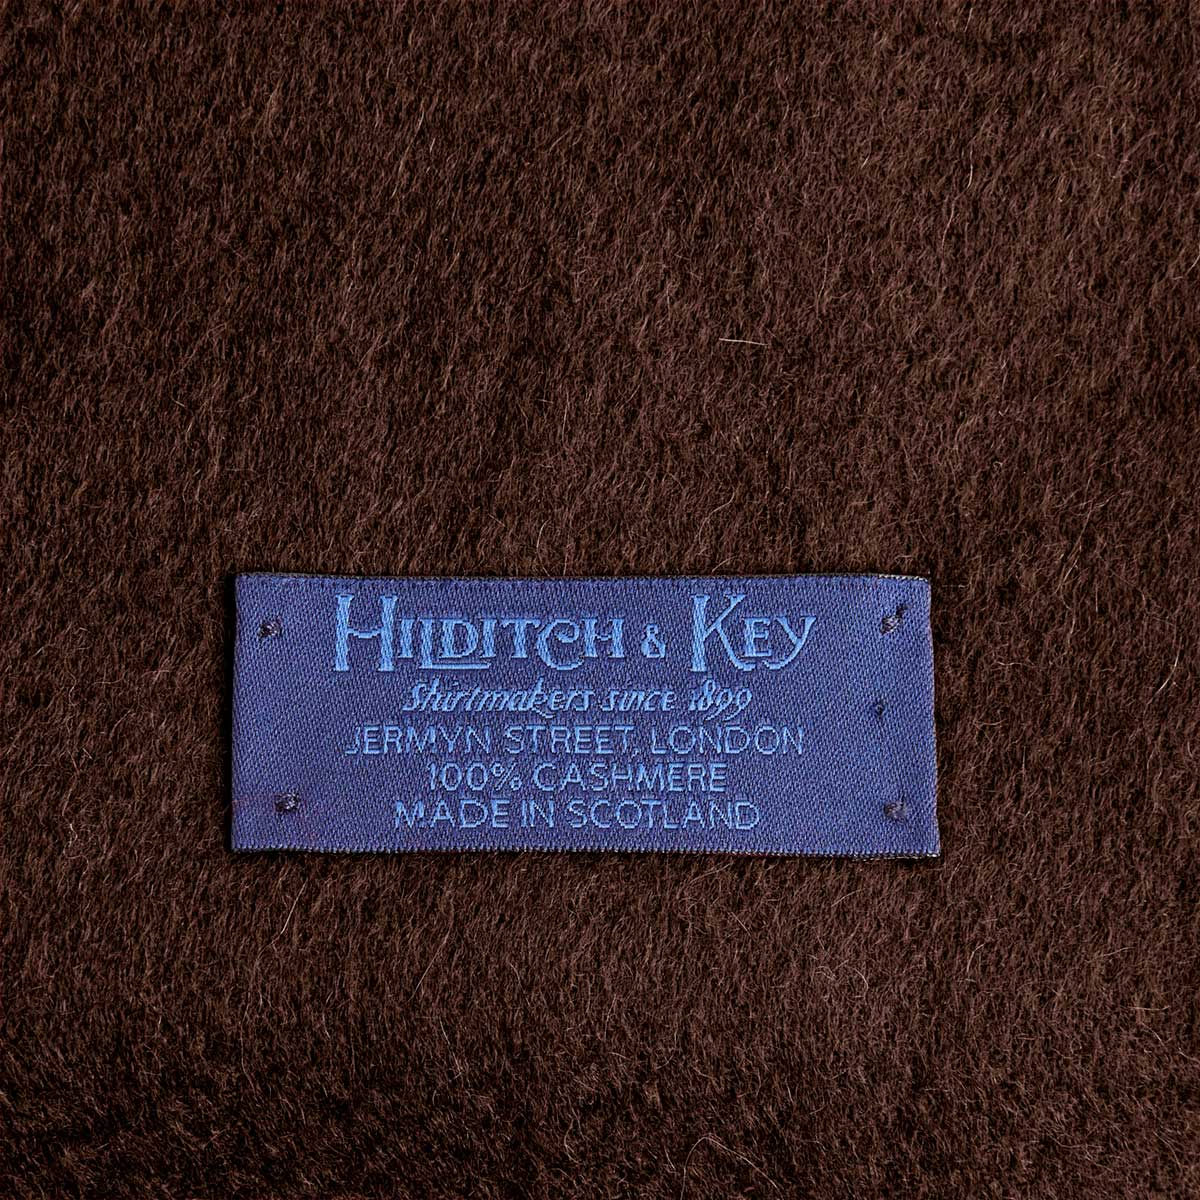 HILDITCH & KEY
Shirtmakers since 1899
JERMYN STREET, LONDON
100% CASHMERE
MADE IN SCOTLAND